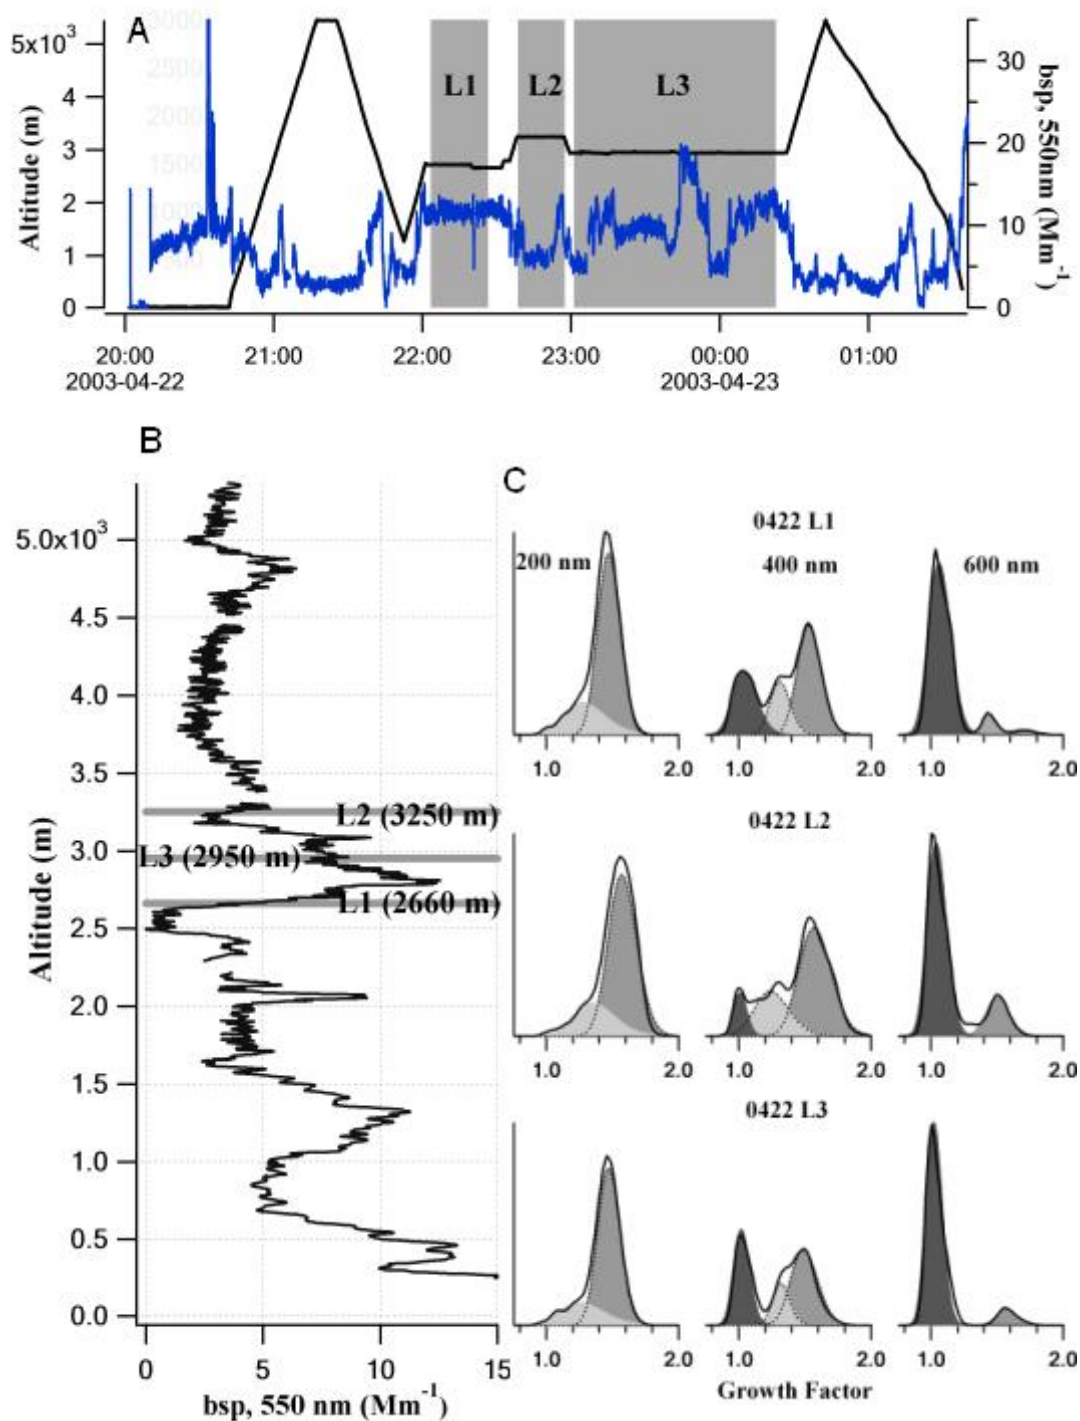 A
3000
2500
2000
1500
1000
500
5x10³
4
3
2
1
0
Altitude (m)
L1
L2
L3
30
20
10
0
bsp, 550nm (Mm⁻¹)
20:00
2003-04-22
21:00
22:00
23:00
00:00
2003-04-23
01:00
B
5.0x10³
4.5
4.0
3.5
3.0
2.5
2.0
1.5
1.0
0.5
0.0
Altitude (m)
L2 (3250 m)
L3 (2950 m)
L1 (2660 m)
0
5
10
15
bsp, 550 nm (Mm⁻¹)
C
0422 L1
200 nm
400 nm
600 nm
1.0
2.0
1.0
2.0
1.0
2.0
0422 L2
1.0
2.0
1.0
2.0
1.0
2.0
0422 L3
1.0
2.0
1.0
2.0
1.0
2.0
Growth Factor